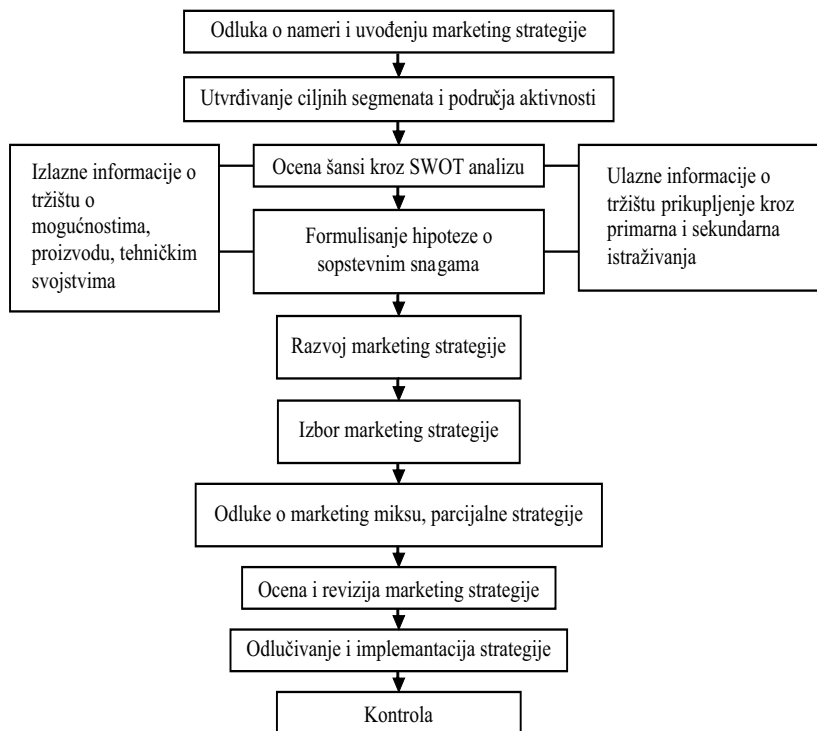 Odluka o nameri i uvođenju marketing strategije
Utvrđivanje ciljnih segmenata i područja aktivnosti
Izlazne informacije o
tržištu o
mogućnostima,
proizvodu, tehničkim
svojstvima
Ocena šansi kroz SWOT analizu
Formulisanje hipoteze o
sopstevnim snagama
Ulazne informacije o
tržištu prikupljenje kroz
primarna i sekundarna
istraživanja
Razvoj marketing strategije
Izbor marketing strategije
Odluke o marketing miksu, parcijalne strategije
Ocena i revizija marketing strategije
Odlučivanje i implemantacija strategije
Kontrola